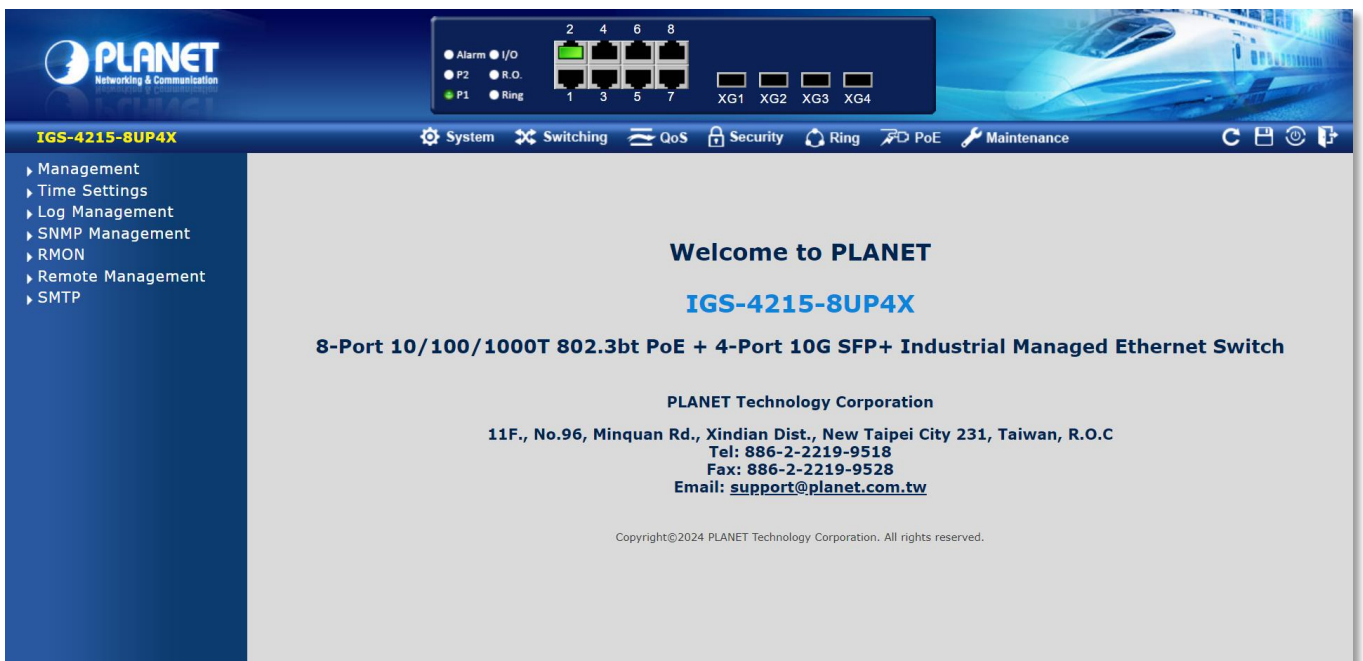 PLANET
Networking & Communication
2 4 6 8
Alarm I/O
P2 R.O.
P1 Ring
1 3 5 7
XG1 XG2 XG3 XG4
IGS-4215-8UP4X
System Switching QoS Security Ring PoE Maintenance
Management
Time Settings
Log Management
SNMP Management
RMON
Remote Management
SMTP
Welcome to PLANET
IGS-4215-8UP4X
8-Port 10/100/1000T 802.3bt PoE + 4-Port 10G SFP+ Industrial Managed Ethernet Switch
PLANET Technology Corporation
11F., No.96, Minquan Rd., Xindian Dist., New Taipei City 231, Taiwan, R.O.C
Tel: 886-2-2219-9518
Fax: 886-2-2219-9528
Email: support@planet.com.tw
Copyright©2024 PLANET Technology Corporation. All rights reserved.